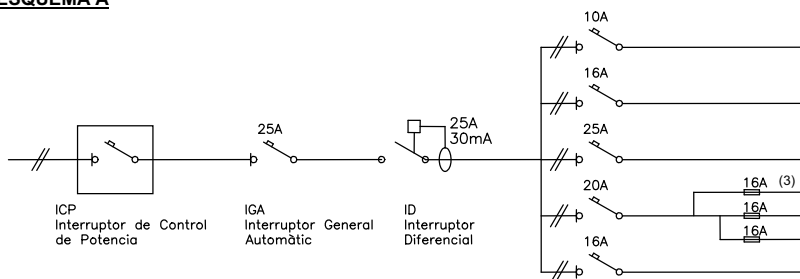 ESQUEMA A
10A
16A
25A
25A
30mA
25A
16A (3)
20A
16A
16A
16A
ICP
Interruptor de Control
de Potencia
IGA
Interruptor General
Automàtic
ID
Interruptor
Diferencial